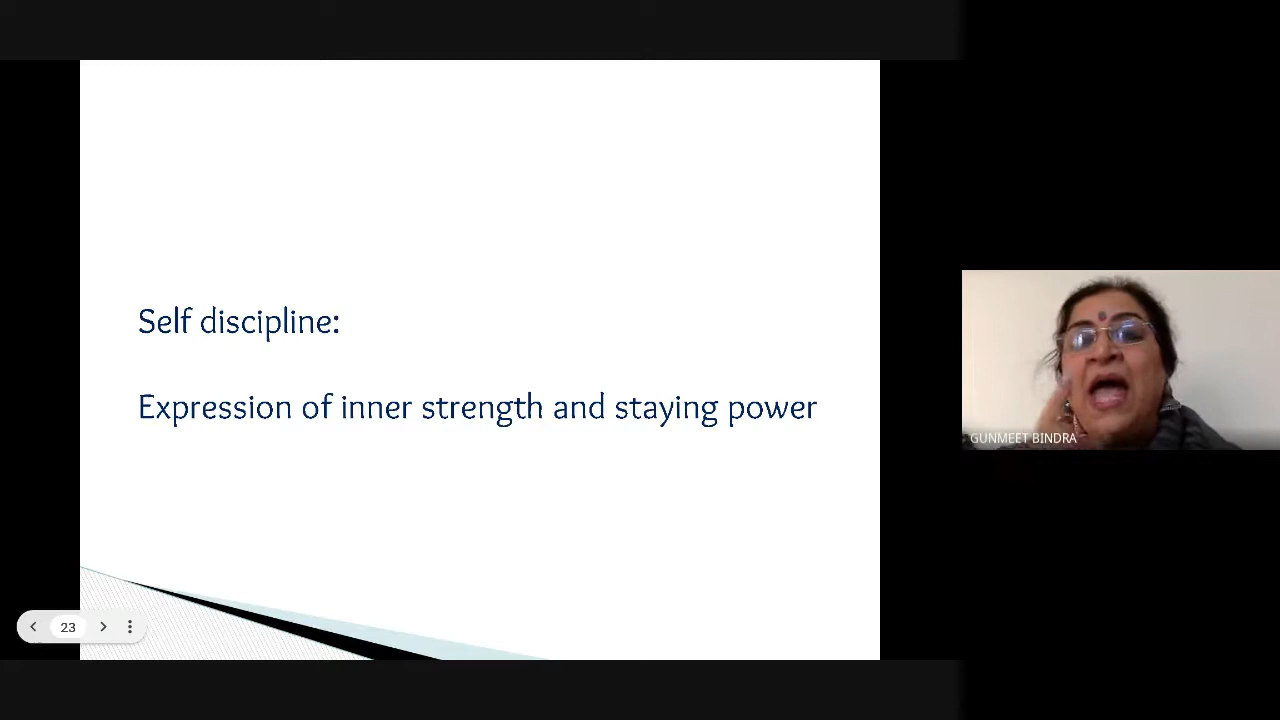 Self discipline:
Expression of inner strength and staying power
GUNMEET BINDRA
23